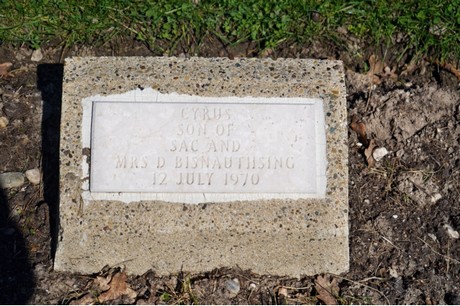 CYRUS
SON OF
SAC AND
MRS D BISNAUTHSING
12 JULY 1970